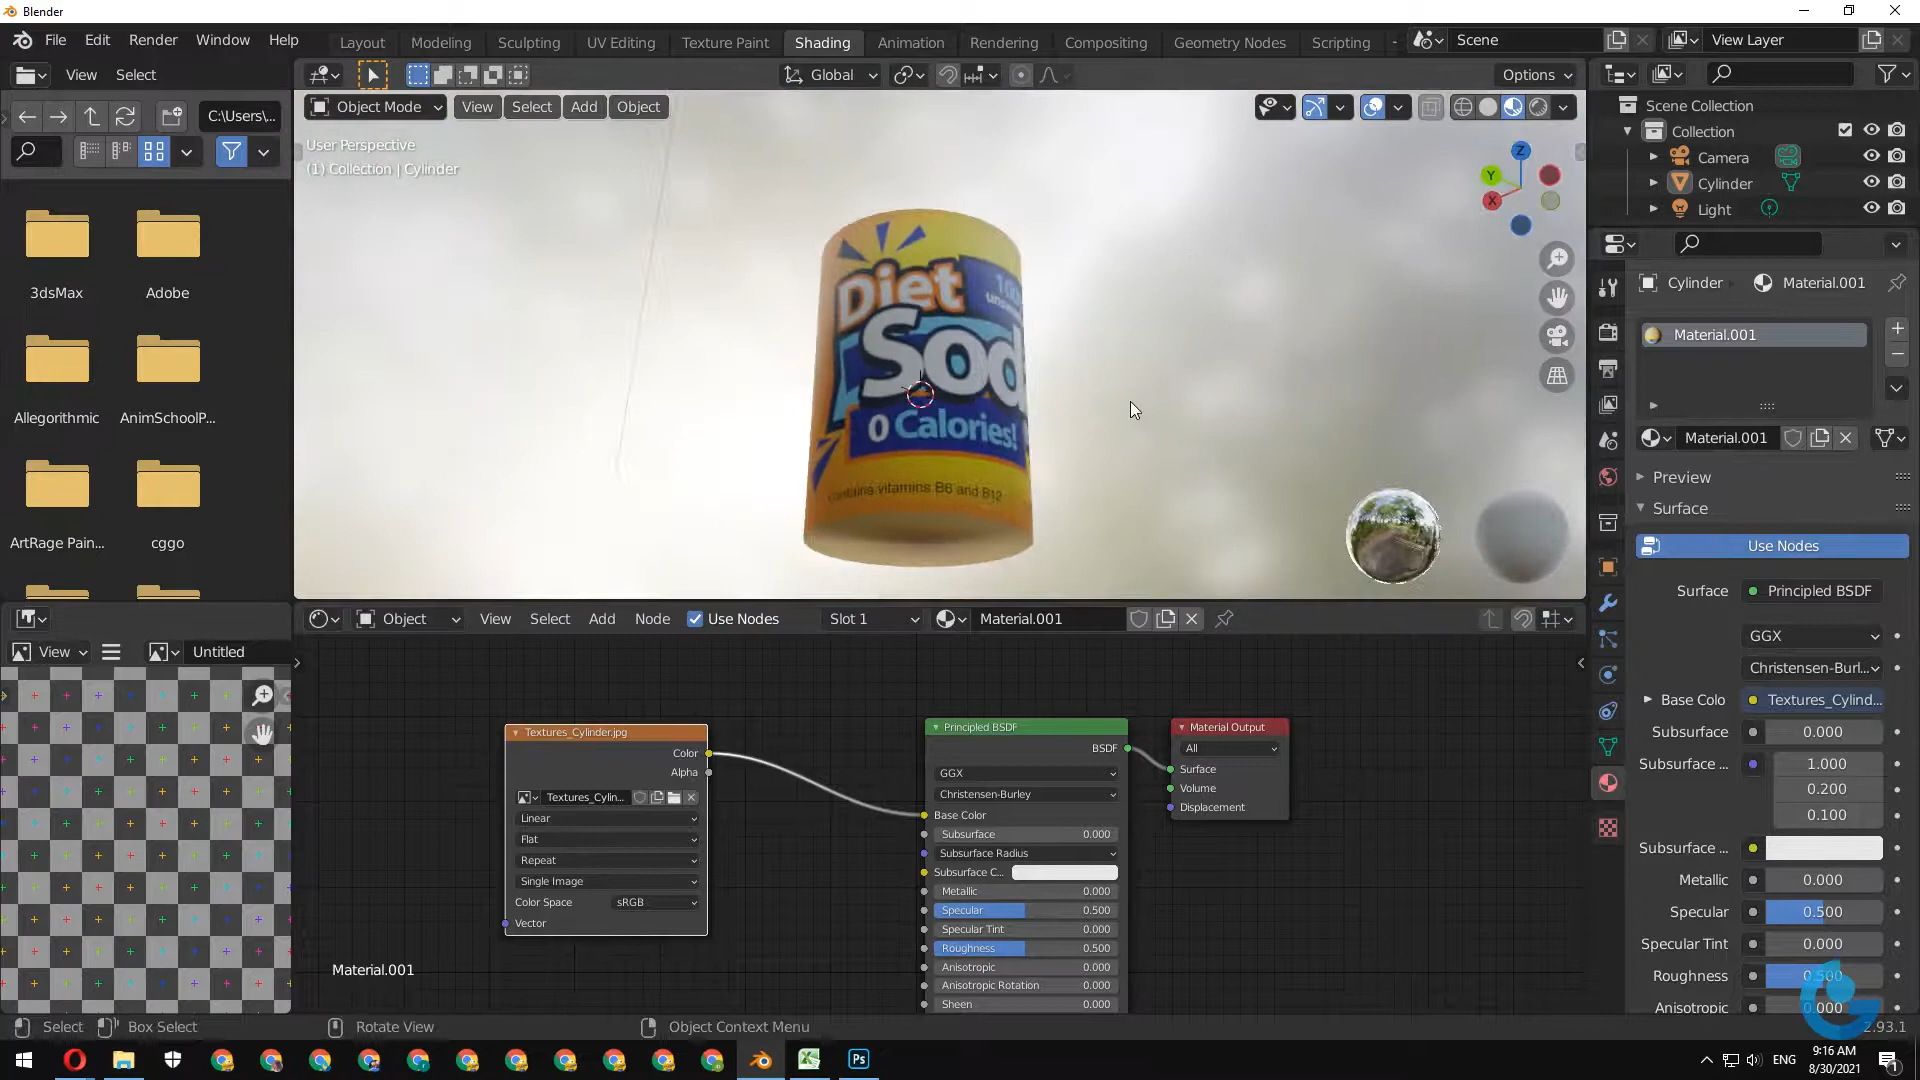 Blender
File Edit Render Window Help
Layout Modeling Sculpting UV Editing Texture Paint Shading Animation Rendering Compositing Geometry Nodes Scripting
Scene
View Layer
View Select
Global
Options
C:\Users\...
Object Mode View Select Add Object
User Perspective
(1) Collection | Cylinder
Z
Y
X
Diet
Sod
0 Calories!
contains vitamins B6 and B12
3dsMax Adobe
Allegorithmic AnimSchoolP...
ArtRage Pain... cggo
Scene Collection
Collection
Camera
Cylinder
Light
Cylinder Material.001
Material.001
Material.001
Preview
Surface
Use Nodes
Surface Principled BSDF
GGX
Christensen-Burl...
Base Colo Textures_Cylind...
Subsurface 0.000
Subsurface ... 1.000
0.200
0.100
Subsurface ...
Metallic 0.000
Specular 0.500
Specular Tint 0.000
Roughness 0.500
Anisotropic 0.000
View Untitled
Object View Select Add Node Use Nodes Slot 1 Material.001
Textures_Cylinder.jpg
Color
Alpha
Textures_Cylin...
Linear
Flat
Repeat
Single Image
Color Space sRGB
Vector
Principled BSDF
BSDF
GGX
Christensen-Burley
Base Color
Subsurface 0.000
Subsurface Radius
Subsurface C...
Metallic 0.000
Specular 0.500
Specular Tint 0.000
Roughness 0.500
Anisotropic 0.000
Anisotropic Rotation 0.000
Sheen 0.000
Material Output
All
Surface
Volume
Displacement
Material.001
Select Box Select Rotate View Object Context Menu
2.93.1
Ps
ENG
9:16 AM
8/30/2021
1